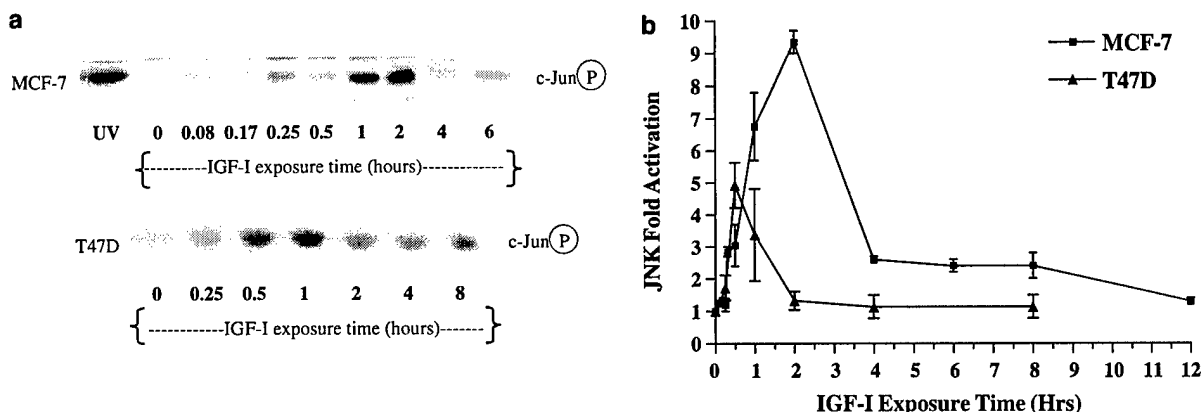 a
MCF-7
c-Jun P
UV 0 0.08 0.17 0.25 0.5 1 2 4 6
{---------IGF-I exposure time (hours)-------------}
T47D
c-Jun P
0 0.25 0.5 1 2 4 8
{------------IGF-I exposure time (hours)------}
b
MCF-7
T47D
JNK Fold Activation
10
9
8
7
6
5
4
3
2
1
0
0 1 2 3 4 5 6 7 8 9 10 11 12
IGF-I Exposure Time (Hrs)